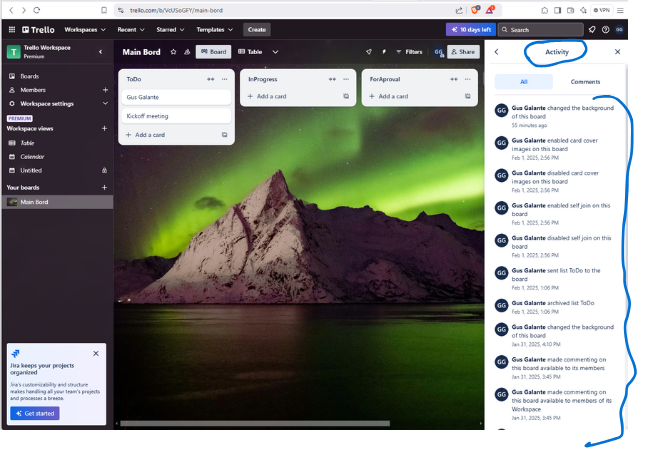 trello.com/b/VcUSoGFY/main-bord
VPN
Trello
Workspaces
Recent
Starred
Templates
Create
10 days left
Search
GG
T
Trello Workspace
Premium
Boards
Members
Workspace settings
PREMIUM
Workspace views
Table
Calendar
Untitled
Your boards
Main Bord
Jira keeps your projects
organized
Jira's customizability and structure
makes handling all your team's projects
and processes a breeze.
Get started
Main Bord
Board
Table
Filters
GG
Share
ToDo
Gus Galante
Kickoff meeting
+ Add a card
InProgress
+ Add a card
ForAproval
+ Add a card
Activity
All
Comments
GG
Gus Galante changed the background
of this board
55 minutes ago
GG
Gus Galante enabled card cover
images on this board
Feb 1, 2025, 2:56 PM
GG
Gus Galante disabled card cover
images on this board
Feb 1, 2025, 2:56 PM
GG
Gus Galante enabled self join on this
board
Feb 1, 2025, 2:56 PM
GG
Gus Galante disabled self join on this
board
Feb 1, 2025, 2:56 PM
GG
Gus Galante sent list ToDo to the
board
Feb 1, 2025, 1:06 PM
GG
Gus Galante archived list ToDo
Feb 1, 2025, 1:06 PM
GG
Gus Galante changed the background
of this board
Jan 31, 2025, 4:10 PM
GG
Gus Galante made commenting on
this board available to its members
Jan 31, 2025, 3:45 PM
GG
Gus Galante made commenting on
this board available to members of its
Workspace
Jan 31, 2025, 3:45 PM